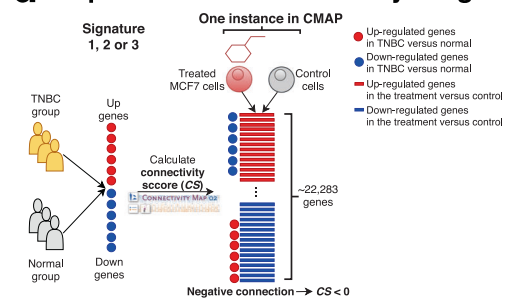 Signature
1, 2 or 3
One instance in CMAP
Treated
MCF7 cells
Control
cells
Up-regulated genes
in TNBC versus normal
Down-regulated genes
in TNBC versus normal
Up-regulated genes
in the treatment versus control
Down-regulated genes
in the treatment versus control
TNBC
group
Up
genes
Calculate
connectivity
sccore (CS)
CONNECTIVITY MAP 02
...
~22,283
genes
Normal
group
Down
genes
Negative connection → CS < 0